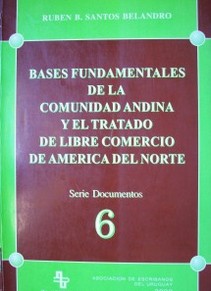 RUBEN B. SANTOS BELANDRO
BASES FUNDAMENTALES
DE LA
COMUNIDAD ANDINA
Y EL TRATADO
DE LIBRE COMERCIO
DE AMERICA DEL NORTE
Serie Documentos
6
ASOCIACION DE ESCRIBANOS
DEL URUGUAY